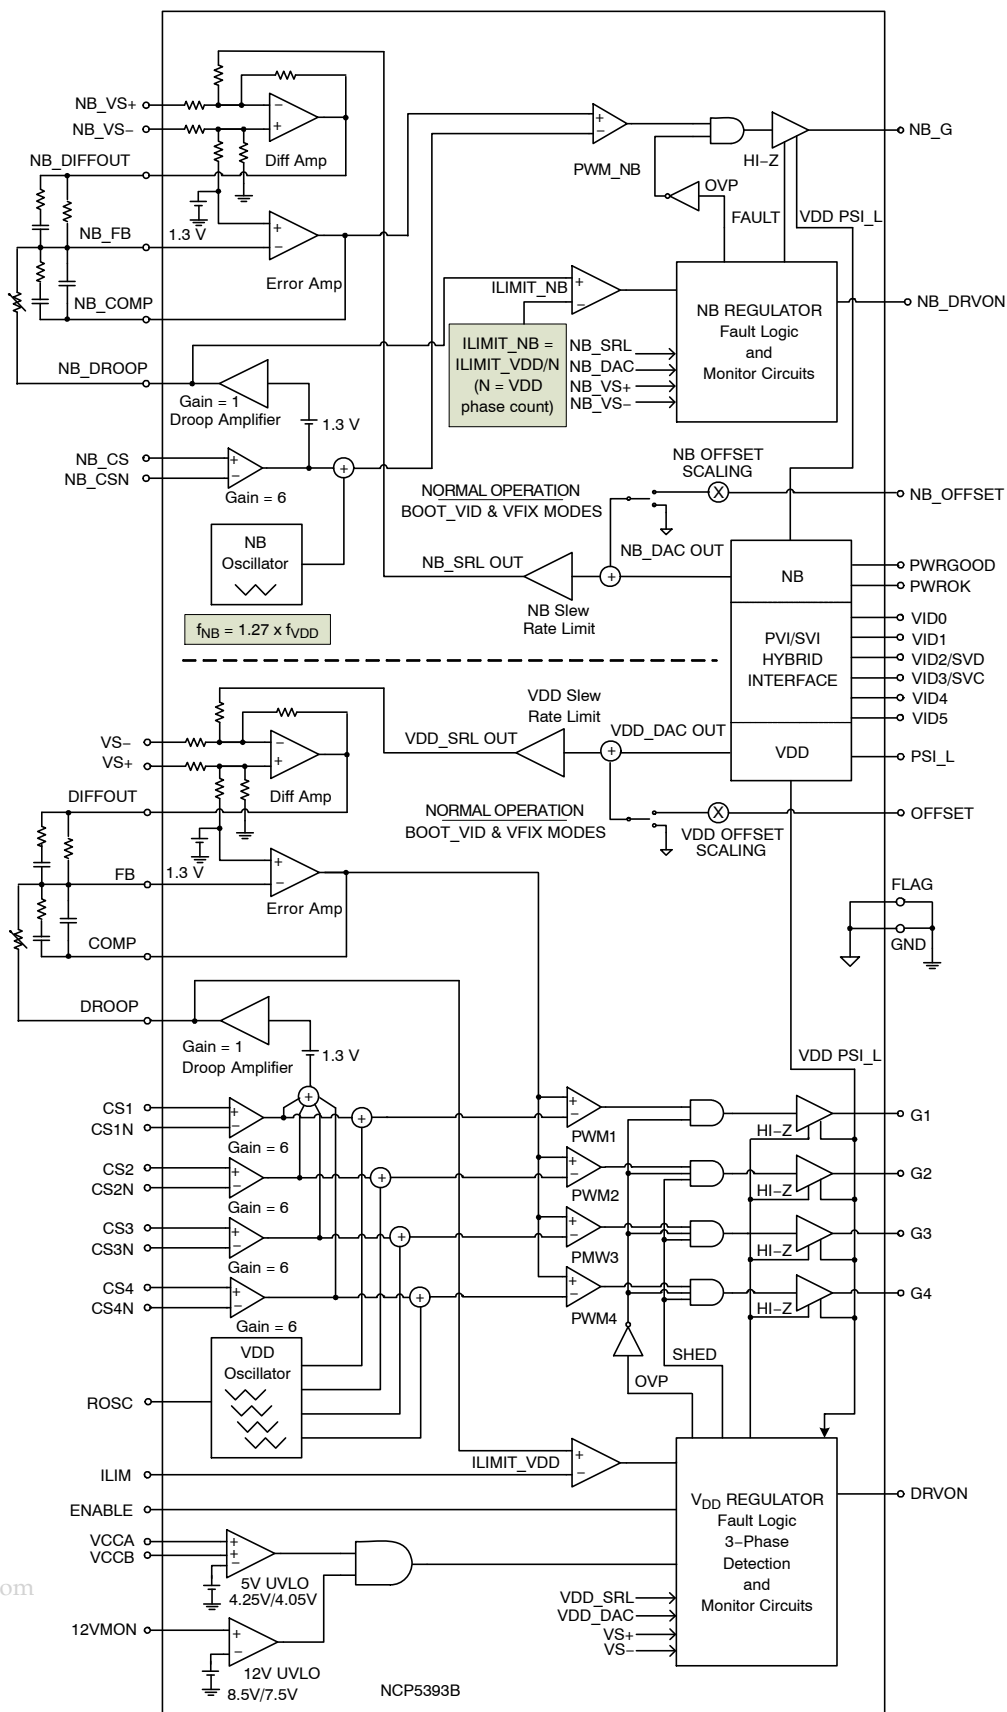 NB_VS+
NB_VS−
Diff Amp
NB_DIFFOUT
1.3 V
NB_FB
Error Amp
NB_COMP
NB_DROOP
Gain = 1
Droop Amplifier
1.3 V
NB_CS
NB_CSN
Gain = 6
NB
Oscillator
fNB = 1.27 x fVDD
PWM_NB
OVP
HI−Z
FAULT
VDD PSI_L
NB_G
ILIMIT_NB
ILIMIT_NB =
ILIMIT_VDD/N
(N = VDD
phase count)
NB_SRL
NB_DAC
NB_VS+
NB_VS−
NB REGULATOR
Fault Logic
and
Monitor Circuits
NB_DRVON
NB OFFSET
SCALING
X
NB_OFFSET
NORMAL OPERATION
BOOT_VID & VFIX MODES
NB_SRL OUT
NB_DAC OUT
NB Slew
Rate Limit
NB
PVI/SVI
HYBRID
INTERFACE
VDD
PWRGOOD
PWROK
VID0
VID1
VID2/SVD
VID3/SVC
VID4
VID5
PSI_L
OFFSET
VDD Slew
Rate Limit
VDD_SRL OUT
VDD_DAC OUT
NORMAL OPERATION
BOOT_VID & VFIX MODES
X
VDD OFFSET
SCALING
VS−
VS+
Diff Amp
DIFFOUT
1.3 V
FB
Error Amp
COMP
FLAG
GND
DROOP
Gain = 1
Droop Amplifier
1.3 V
VDD PSI_L
CS1
CS1N
Gain = 6
PWM1
HI−Z
G1
CS2
CS2N
Gain = 6
PWM2
HI−Z
G2
CS3
CS3N
Gain = 6
PMW3
HI−Z
G3
CS4
CS4N
Gain = 6
PWM4
HI−Z
G4
VDD
Oscillator
ROSC
SHED
OVP
ILIM
ILIMIT_VDD
ENABLE
VDD REGULATOR
Fault Logic
3−Phase
Detection
and
Monitor Circuits
DRVON
VCCA
VCCB
5V UVLO
4.25V/4.05V
12VMON
12V UVLO
8.5V/7.5V
VDD_SRL
VDD_DAC
VS+
VS−
NCP5393B
om